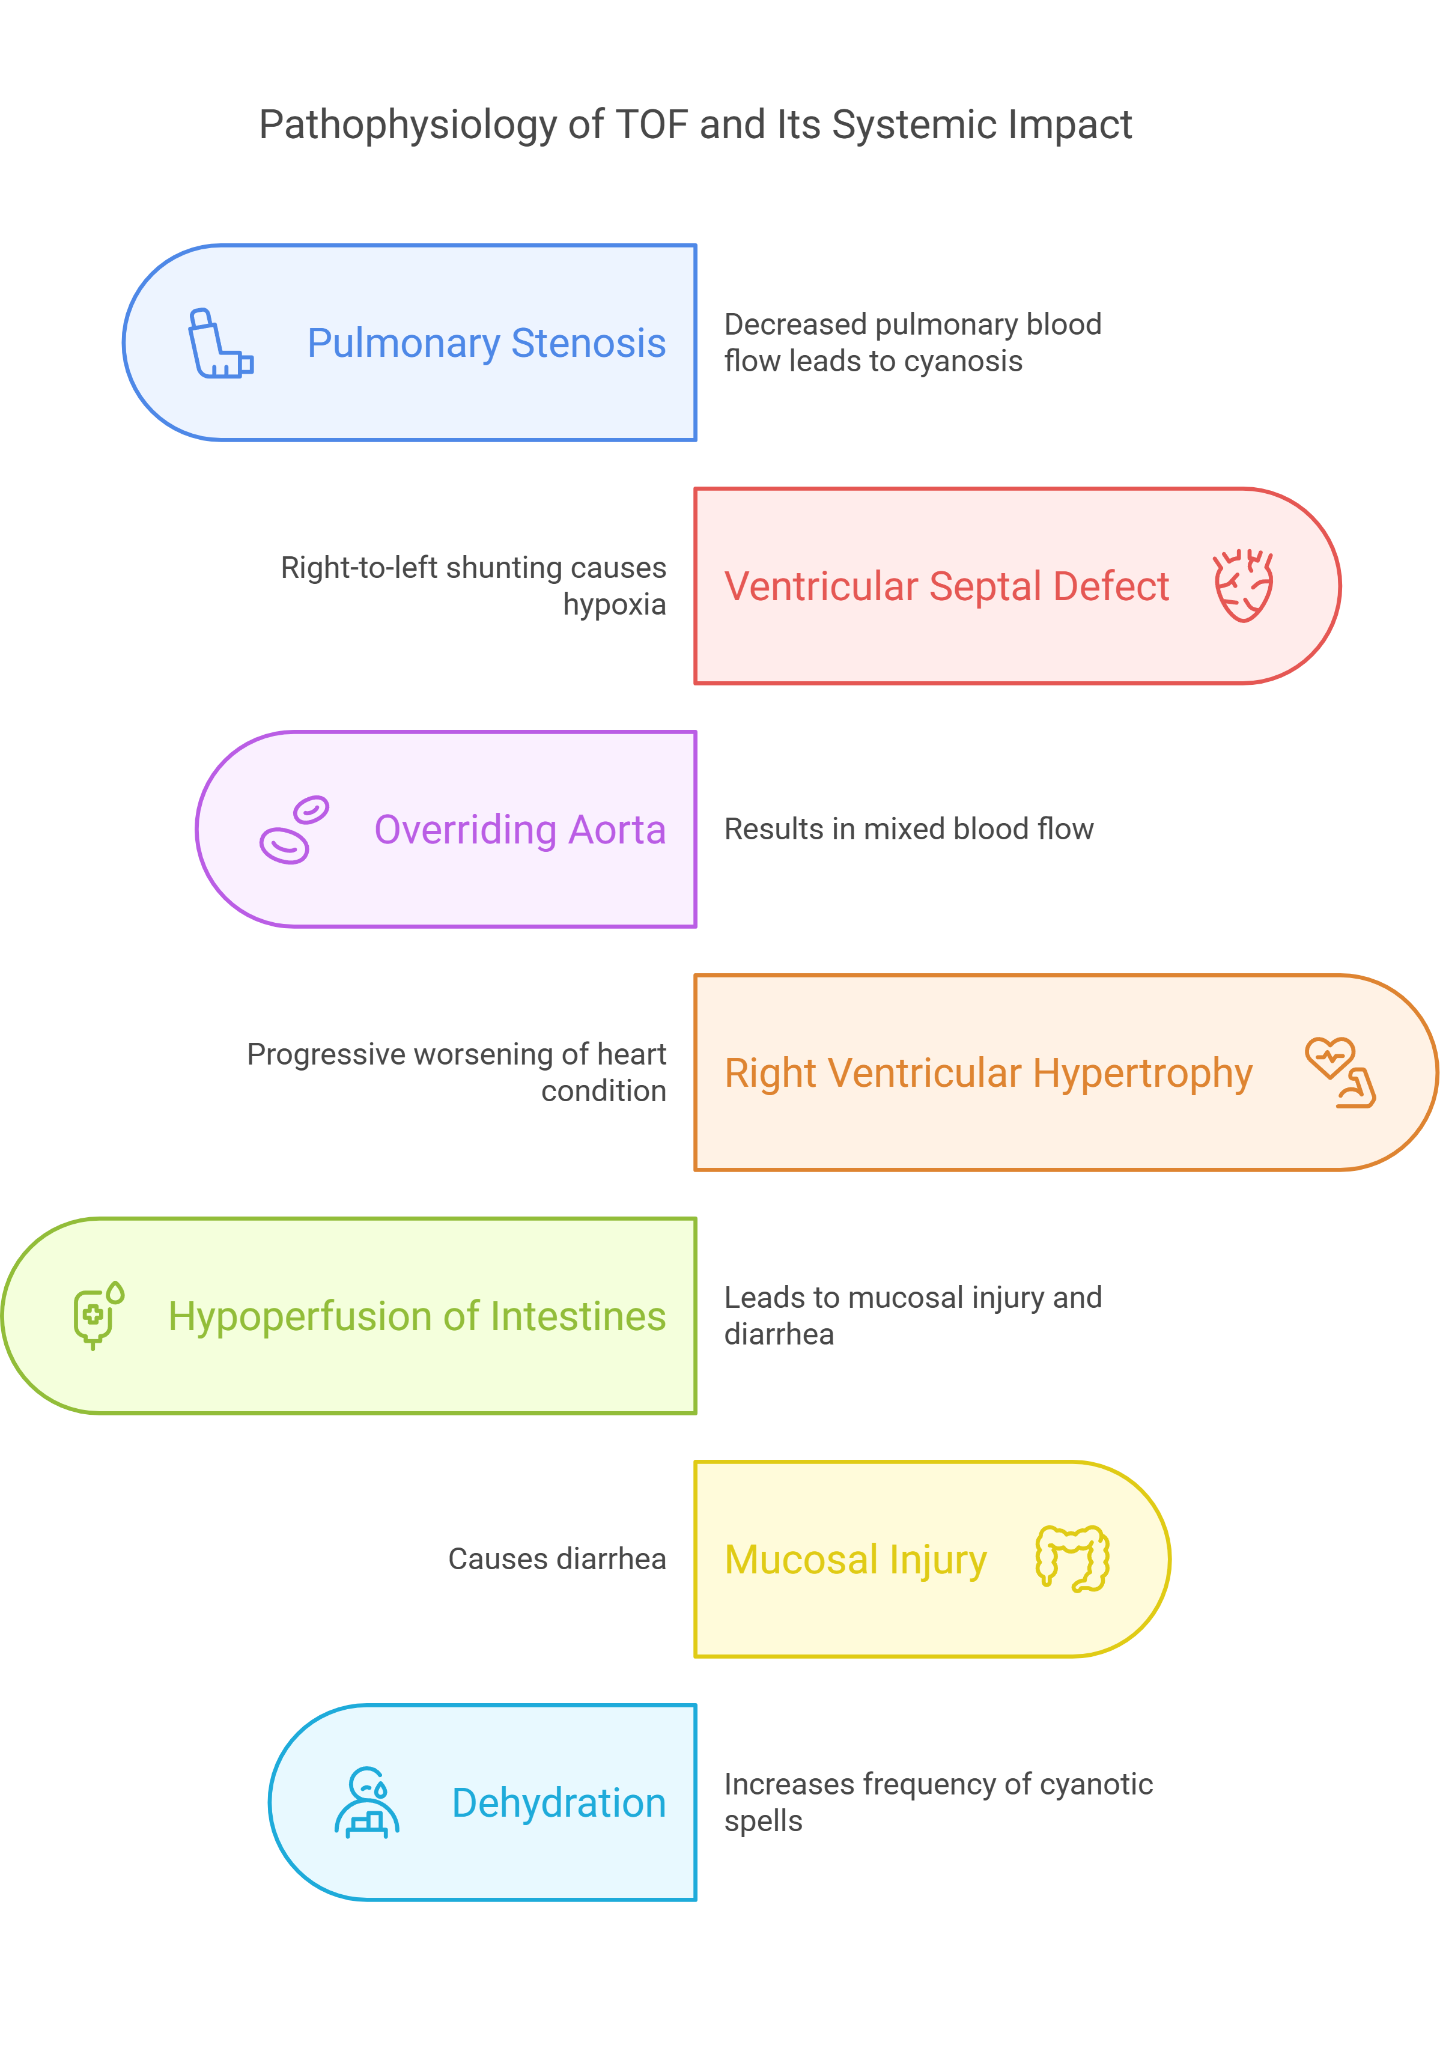 Pathophysiology of TOF and Its Systemic Impact
Pulmonary Stenosis
Decreased pulmonary blood
flow leads to cyanosis
Right-to-left shunting causes
hypoxia
Ventricular Septal Defect
Overriding Aorta
Results in mixed blood flow
Progressive worsening of heart
condition
Right Ventricular Hypertrophy
Hypoperfusion of Intestines
Leads to mucosal injury and
diarrhea
Causes diarrhea
Mucosal Injury
Dehydration
Increases frequency of cyanotic
spells